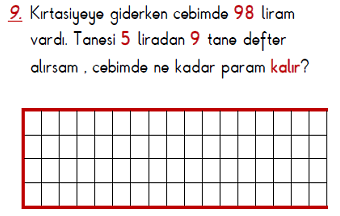 9. Kırtasiyeye giderken cebimde 98 liram
vardı. Tanesi 5 liradan 9 tane defter
alırsam , cebimde ne kadar param kalır?